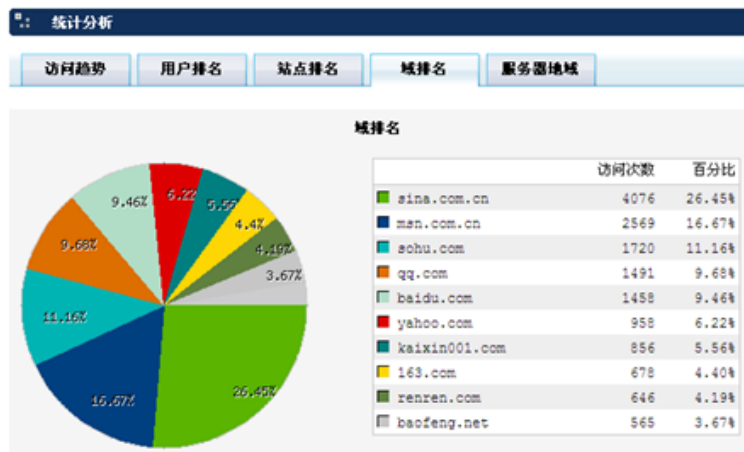 统计分析
访问趋势 用户排名 站点排名 域排名 服务器地域
域排名
访问次数 百分比
sina.com.cn 4076 26.45%
msn.com.cn 2569 16.67%
sohu.com 1720 11.16%
qq.com 1491 9.68%
baidu.com 1458 9.46%
yahoo.com 958 6.22%
kaixin001.com 856 5.56%
163.com 678 4.40%
renren.com 646 4.19%
baofeng.net 565 3.67%
9.46%
6.22
5.56
4.4%
4.19%
3.67%
9.68%
11.16%
16.67%
26.45%